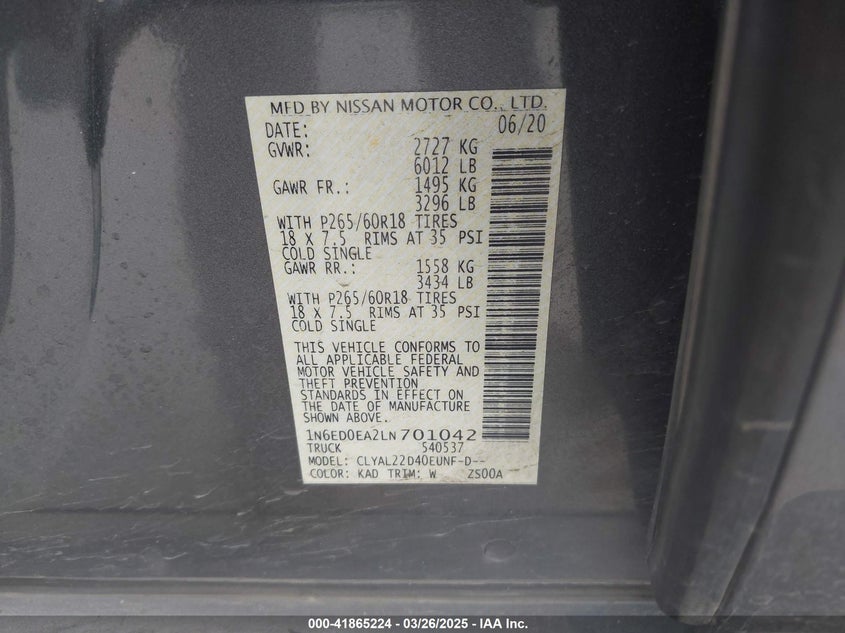 MFD BY NISSAN MOTOR CO., LTD.
DATE: 06/20
GVWR: 2727 KG
6012 LB
GAWR FR.: 1495 KG
3296 LB
WITH P265/60R18 TIRES
18 X 7.5 RIMS AT 35 PSI
COLD SINGLE
GAWR RR.: 1558 KG
3434 LB
WITH P265/60R18 TIRES
18 X 7.5 RIMS AT 35 PSI
COLD SINGLE
THIS VEHICLE CONFORMS TO
ALL APPLICABLE FEDERAL
MOTOR VEHICLE SAFETY AND
THEFT PREVENTION
STANDARDS IN EFFECT ON
THE DATE OF MANUFACTURE
SHOWN ABOVE.
1N6ED0EA2LN701042
TRUCK 540537
MODEL: CLYAL22D40EUNF-D--
COLOR: KAD TRIM: W ZS00A
000-41865224 | 03/26/2025 | IAA Inc.